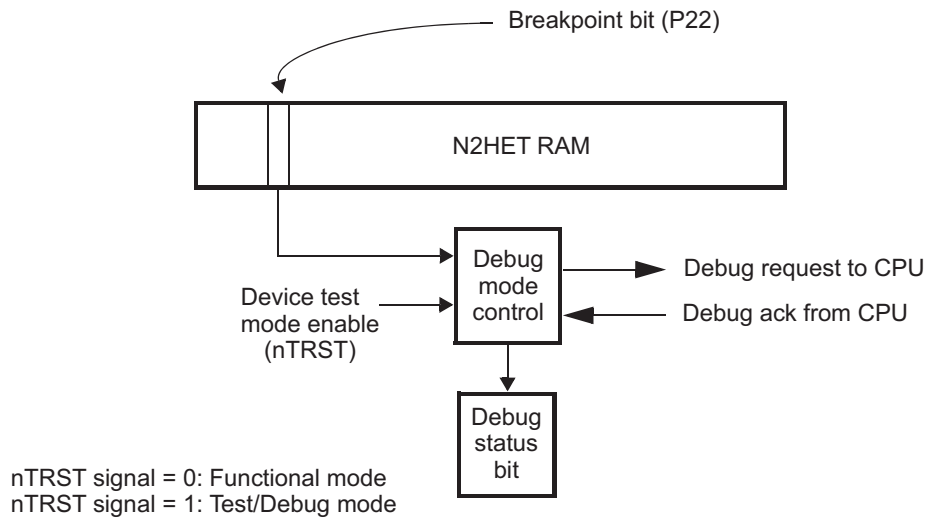 Breakpoint bit (P22)
N2HET RAM
Debug
mode
control
Debug request to CPU
Debug ack from CPU
Device test
mode enable
(nTRST)
Debug
status
bit
nTRST signal = 0: Functional mode
nTRST signal = 1: Test/Debug mode